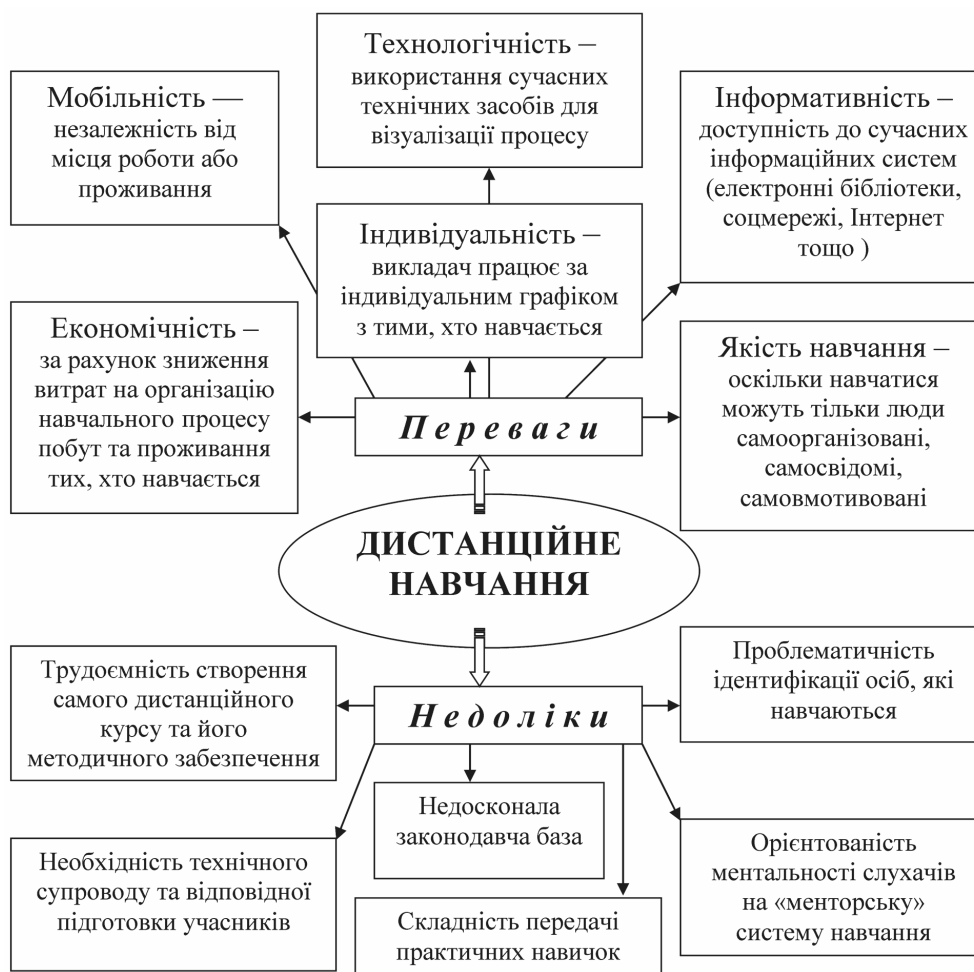 Технологічність –
використання сучасних
технічних засобів для
візуалізації процесу
Мобільність —
незалежність від
місця роботи або
проживання
Інформативність –
доступність до сучасних
інформаційних систем
(електронні бібліотеки,
соцмережі, Інтернет
тощо )
Індивідуальність –
викладач працює за
індивідуальним графіком
з тими, хто навчається
Економічність –
за рахунок зниження
витрат на організацію
навчального процесу
побут та проживання
тих, хто навчається
Якість навчання –
оскільки навчатися
можуть тільки люди
самоорганізовані,
самосвідомі,
самовмотивовані
Переваги
ДИСТАНЦІЙНЕ
НАВЧАННЯ
Недоліки
Трудоємність створення
самого дистанційного
курсу та його
методичного забезпечення
Проблематичність
ідентифікації осіб, які
навчаються
Недосконала
законодавча база
Необхідність технічного
супроводу та відповідної
підготовки учасників
Орієнтованість
ментальності слухачів
на «менторську»
систему навчання
Складність передачі
практичних навичок